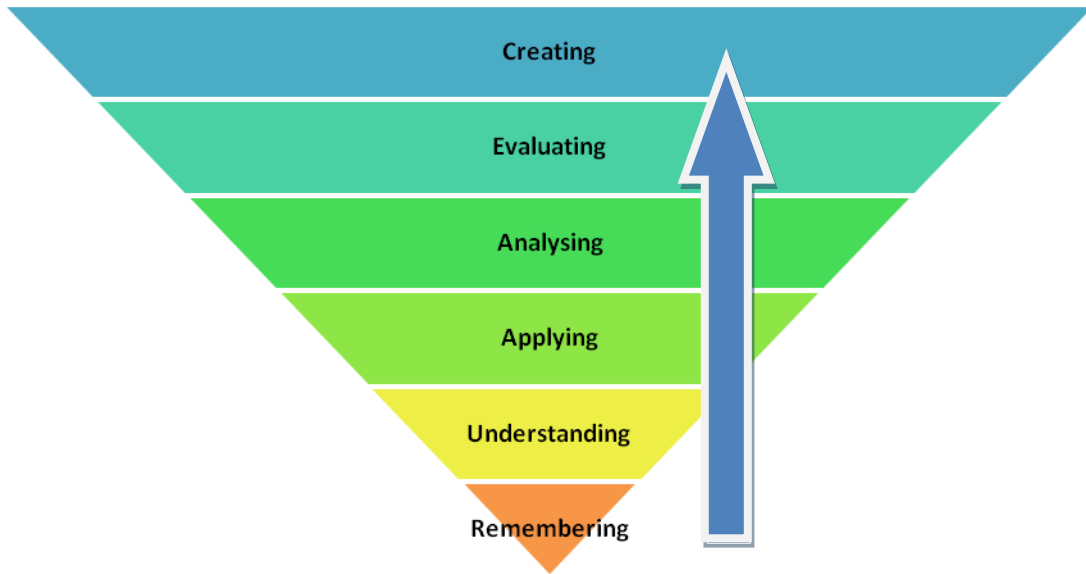 Creating
Evaluating
Analysing
Applying
Understanding
Remembering